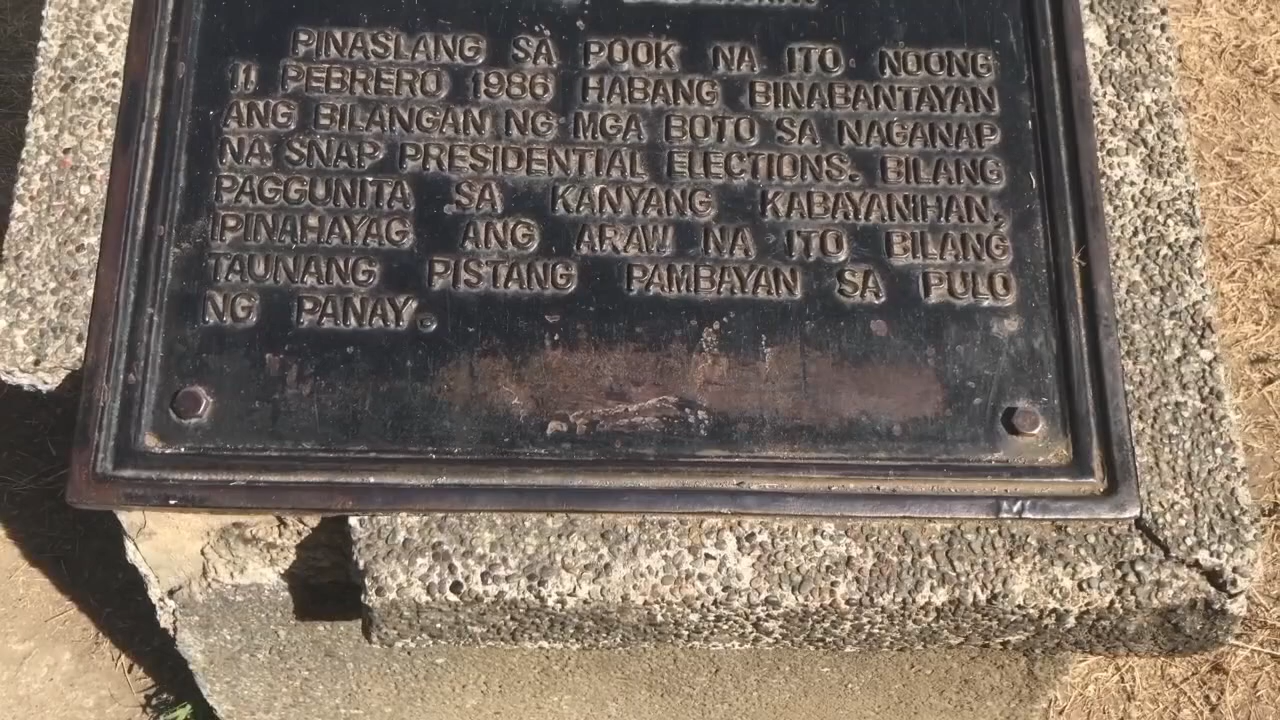 PINASLANG SA POOK NA ITO NOONG
11, PEBRERO 1986 HABANG BINABANTAYAN
ANG BILANGAN NG MGA BOTO SA NAGANAP
NA SNAP PRESIDENTIAL ELECTIONS. BILANG
PAGGUNITA SA KANYANG KABAYANIHAN,
IPINAHAYAG ANG ARAW NA ITO BILANG
TAUNANG PISTANG PAMBAYAN SA PULO
NG PANAY.